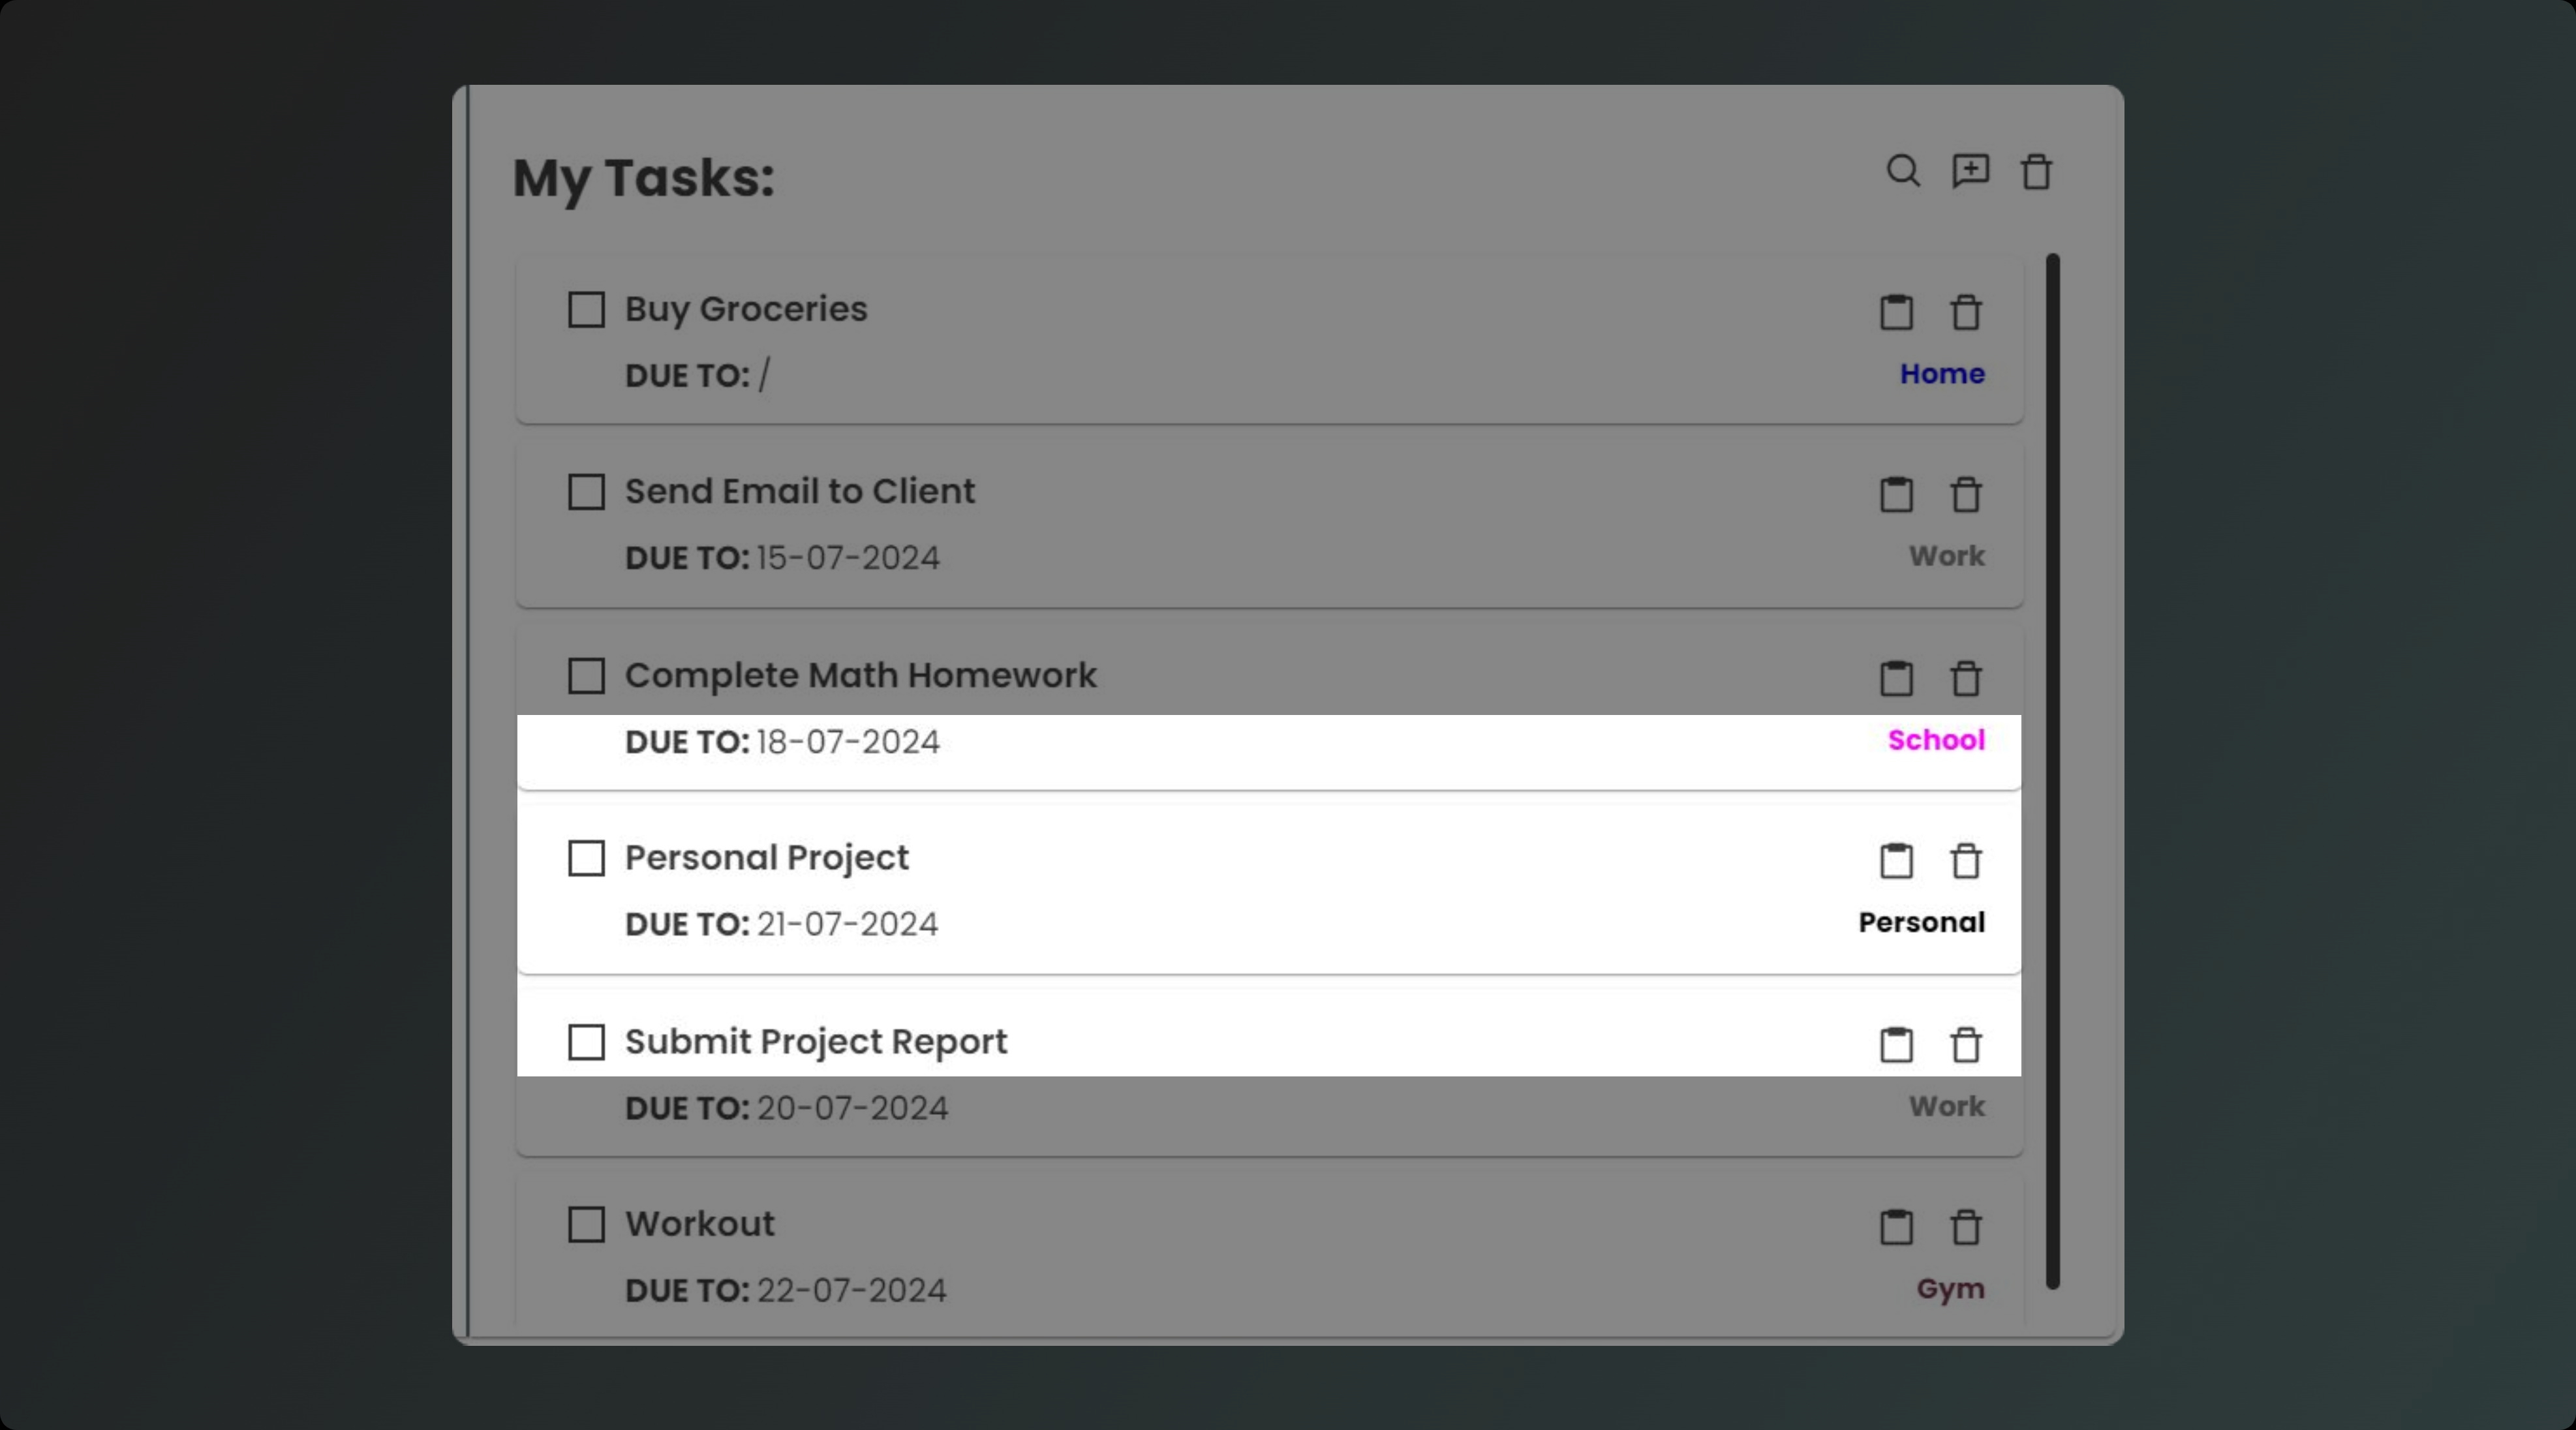 My Tasks:
Buy Groceries
DUE TO: /
Home
Send Email to Client
DUE TO: 15-07-2024
Work
Complete Math Homework
DUE TO: 18-07-2024
School
Personal Project
DUE TO: 21-07-2024
Personal
Submit Project Report
DUE TO: 20-07-2024
Work
Workout
DUE TO: 22-07-2024
Gym